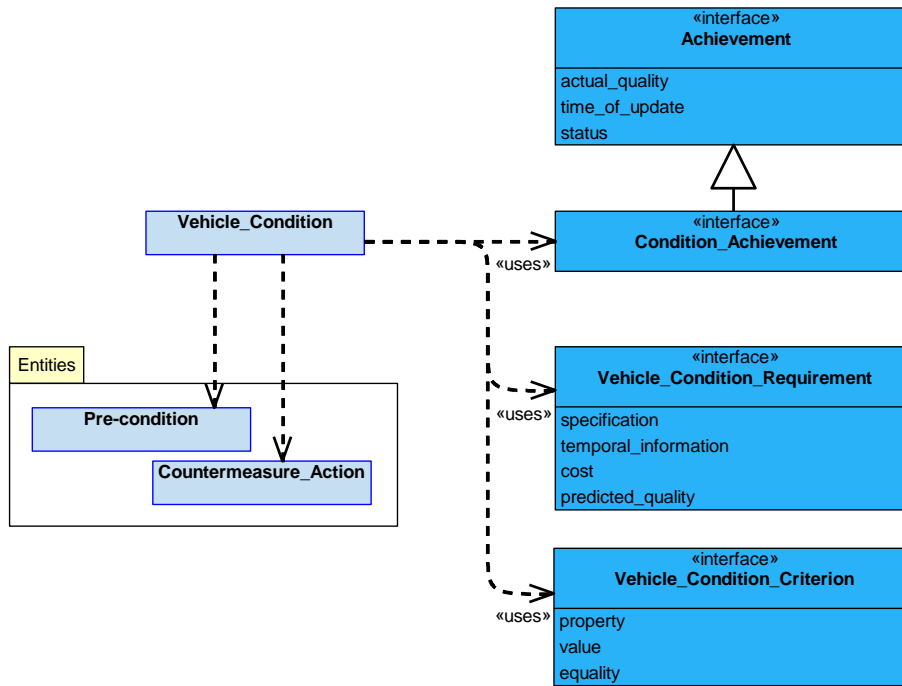 «interface»
Achievement
actual_quality
time_of_update
status
Vehicle_Condition
«interface»
Condition_Achievement
«uses»
Entities
Pre-condition
Countermeasure_Action
«interface»
Vehicle_Condition_Requirement
«uses»
specification
temporal_information
cost
predicted_quality
«interface»
Vehicle_Condition_Criterion
«uses»
property
value
equality